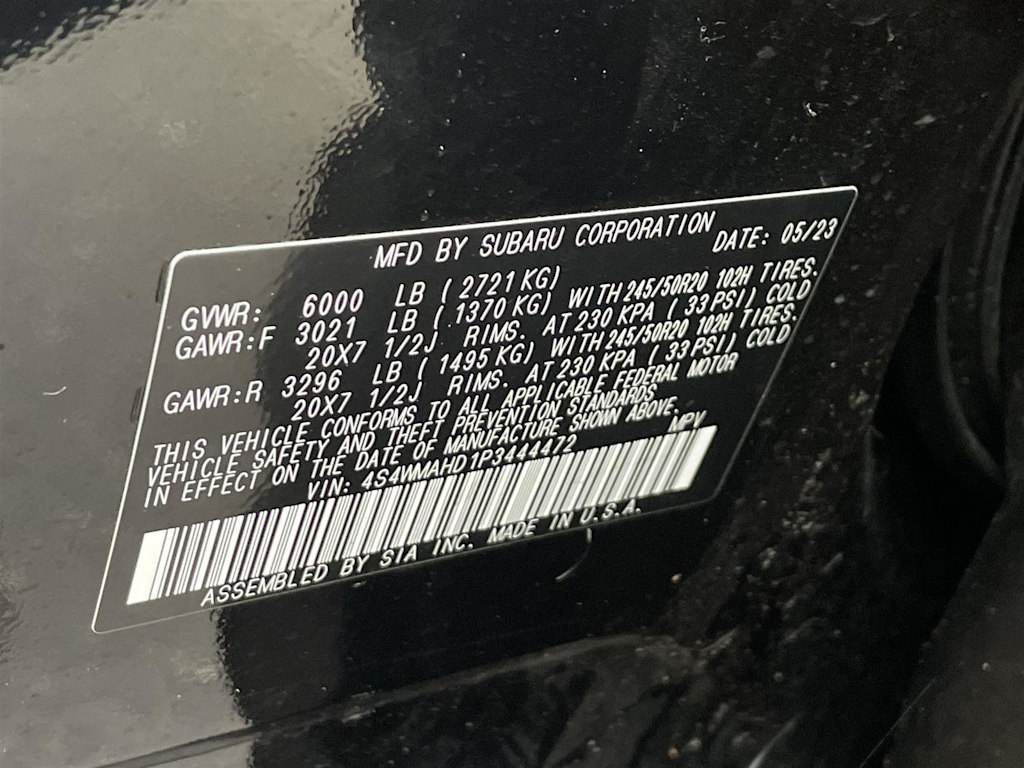 MFD BY SUBARU CORPORATION DATE: 05/23
GVWR: 6000 LB (2721 KG)
GAWR:F 3021 LB (1370 KG) WITH 245/50R20 102H TIRES.
20X7 1/2J RIMS. AT 230 KPA (33 PSI) COLD
GAWR:R 3296 LB (1495 KG) WITH 245/50R20 102H TIRES.
20X7 1/2J RIMS. AT 230 KPA (33 PSI) COLD
THIS VEHICLE CONFORMS TO ALL APPLICABLE FEDERAL MOTOR
VEHICLE SAFETY AND THEFT PREVENTION STANDARDS
IN EFFECT ON THE DATE OF MANUFACTURE SHOWN ABOVE.
VIN: 4S4WMAHD1P3444472 MPV
ASSEMBLED BY SIA INC. MADE IN U.S.A.